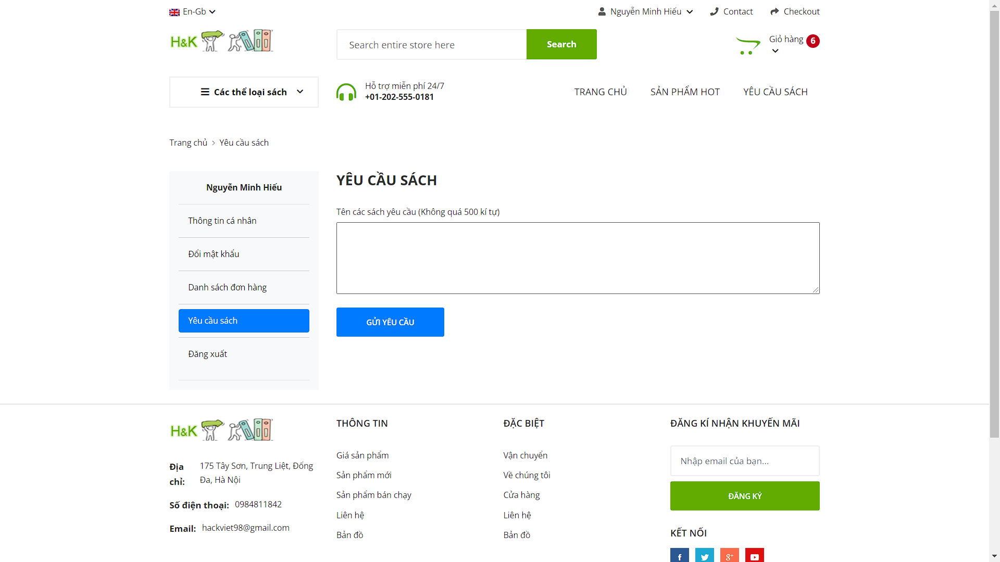 En-Gb
Nguyễn Minh Hiếu
Contact
Checkout
H&K
Search entire store here
Search
Giỏ hàng 6
Các thể loại sách
Hỗ trợ miễn phí 24/7
+01-202-555-0181
TRANG CHỦ
SẢN PHẨM HOT
YÊU CẦU SÁCH
Trang chủ > Yêu cầu sách
Nguyễn Minh Hiếu
Thông tin cá nhân
Đổi mật khẩu
Danh sách đơn hàng
Yêu cầu sách
Đăng xuất
YÊU CẦU SÁCH
Tên các sách yêu cầu (Không quá 500 kí tự)
GỬI YÊU CẦU
H&K
Địa chỉ:
175 Tây Sơn, Trung Liệt, Đống
Đa, Hà Nội
Số điện thoại: 0984811842
Email: hackviet98@gmail.com
THÔNG TIN
Giá sản phẩm
Sản phẩm mới
Sản phẩm bán chạy
Liên hệ
Bản đồ
ĐẶC BIỆT
Vận chuyển
Về chúng tôi
Cửa hàng
Liên hệ
Bản đồ
ĐĂNG KÍ NHẬN KHUYẾN MÃI
Nhập email của bạn...
ĐĂNG KÝ
KẾT NỐI